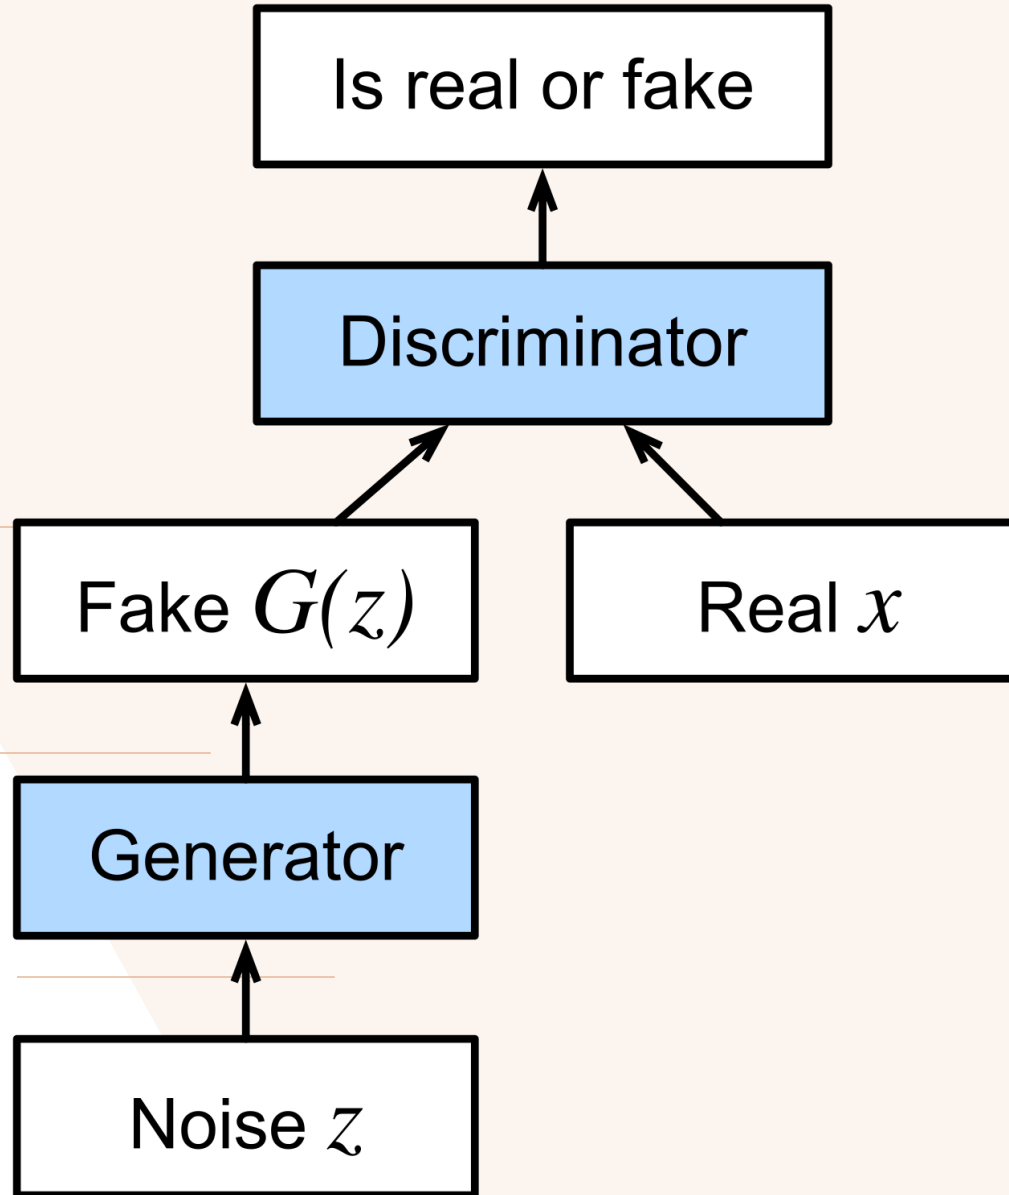 Is real or fake
Discriminator
Fake G(z)
Real x
Generator
Noise z